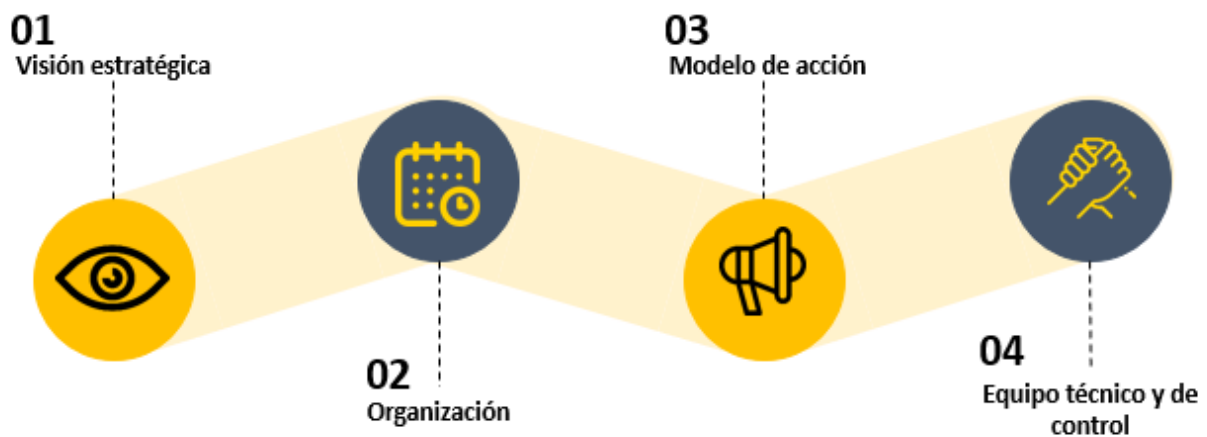 01
Visión estratégica
02
Organización
03
Modelo de acción
04
Equipo técnico y de
control